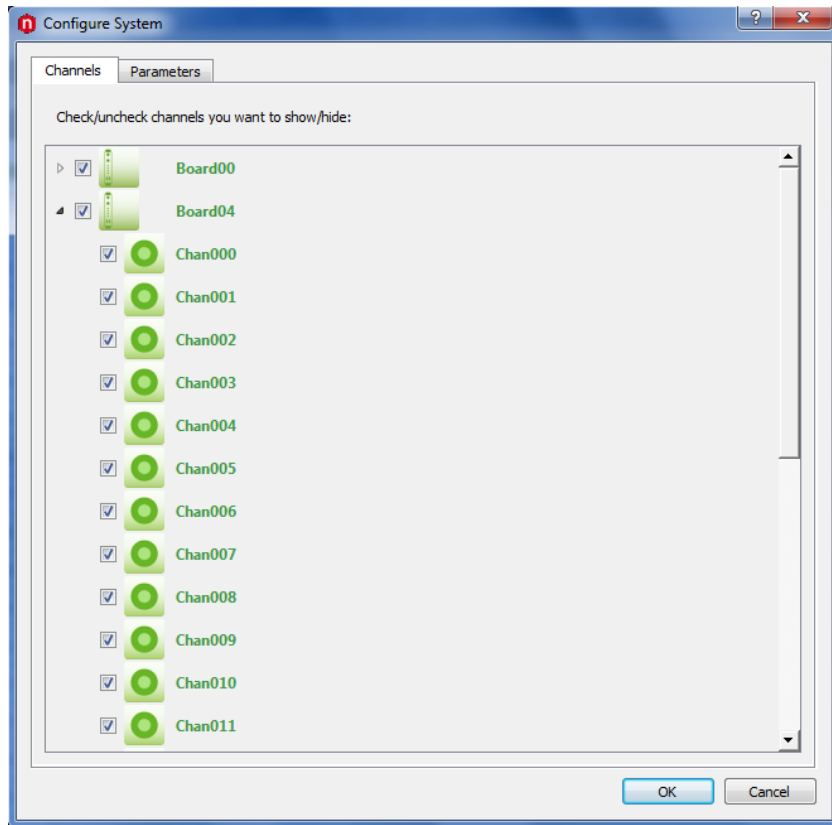 n Configure System
?
X
Channels Parameters
Check/uncheck channels you want to show/hide:
Board00
Board04
Chan000
Chan001
Chan002
Chan003
Chan004
Chan005
Chan006
Chan007
Chan008
Chan009
Chan010
Chan011
OK Cancel